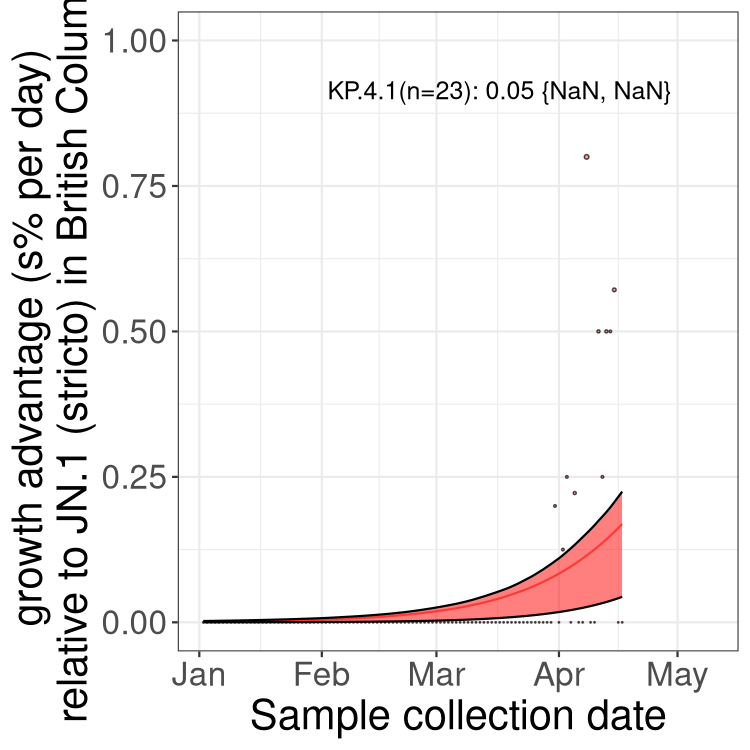 growth advantage (s% per day)
relative to JN.1 (stricto) in British Colum
1.00
0.75
0.50
0.25
0.00
KP.4.1(n=23): 0.05 {NaN, NaN}
Jan Feb Mar Apr May
Sample collection date